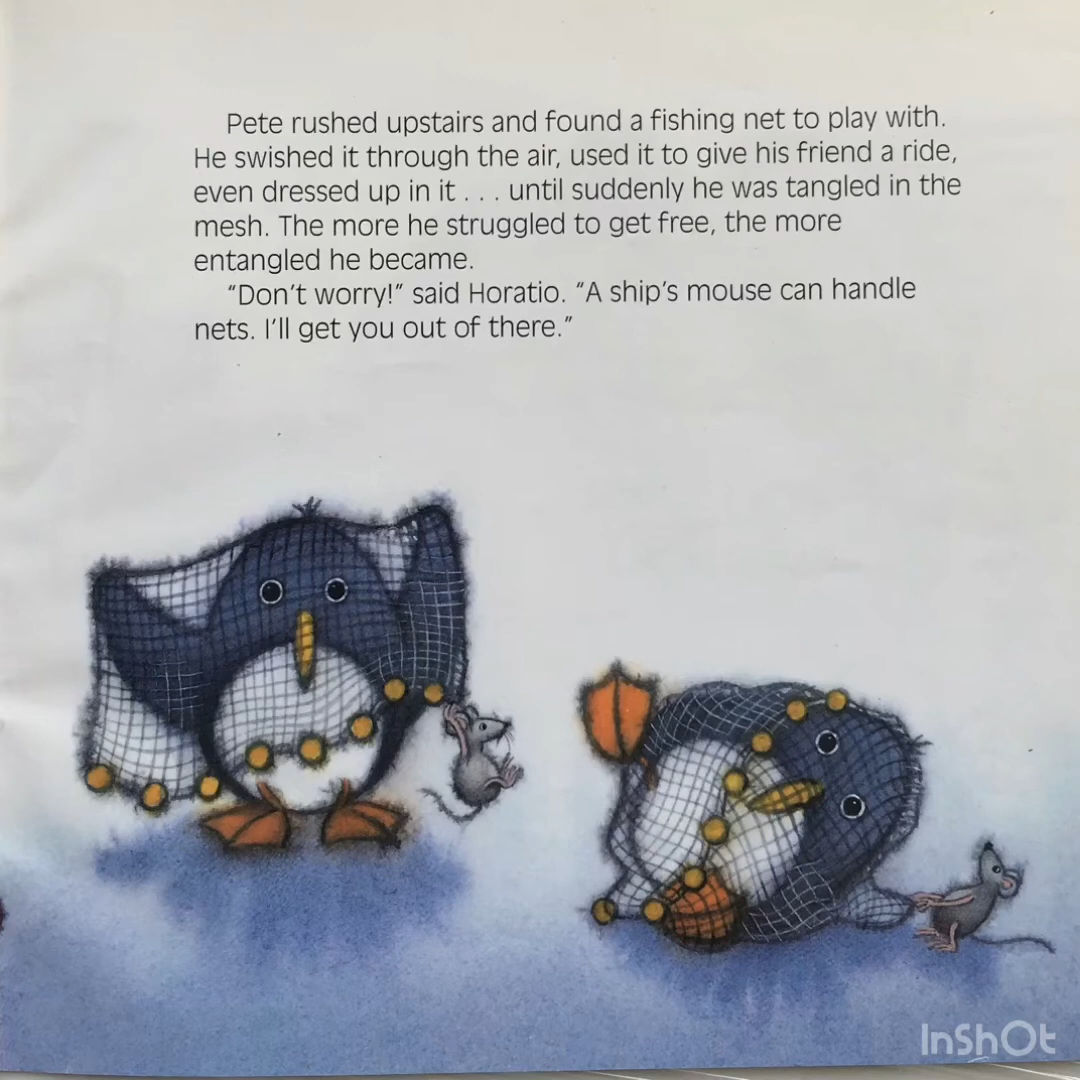 Pete rushed upstairs and found a fishing net to play with.
He swished it through the air, used it to give his friend a ride,
even dressed up in it . . . until suddenly he was tangled in the
mesh. The more he struggled to get free, the more
entangled he became.
“Don’t worry!” said Horatio. “A ship’s mouse can handle
nets. I’ll get you out of there.”
InShOt